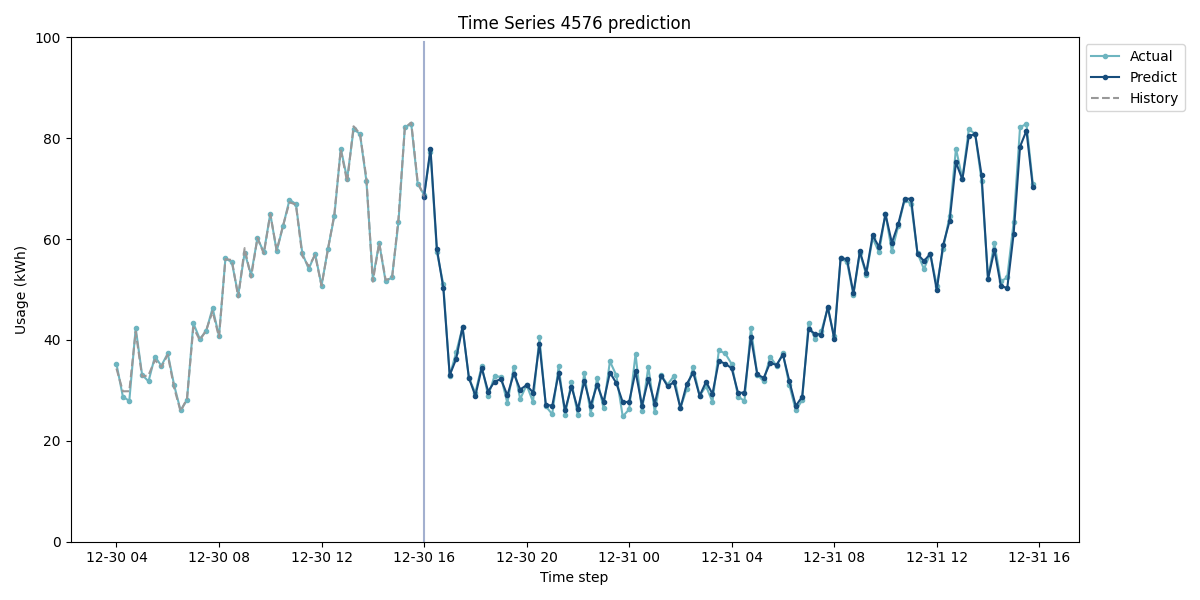 Time Series 4576 prediction
Usage (kWh)
100
80
60
40
20
0
12-30 04
12-30 08
12-30 12
12-30 16
12-30 20
12-31 00
12-31 04
12-31 08
12-31 12
12-31 16
Time step
Actual
Predict
History